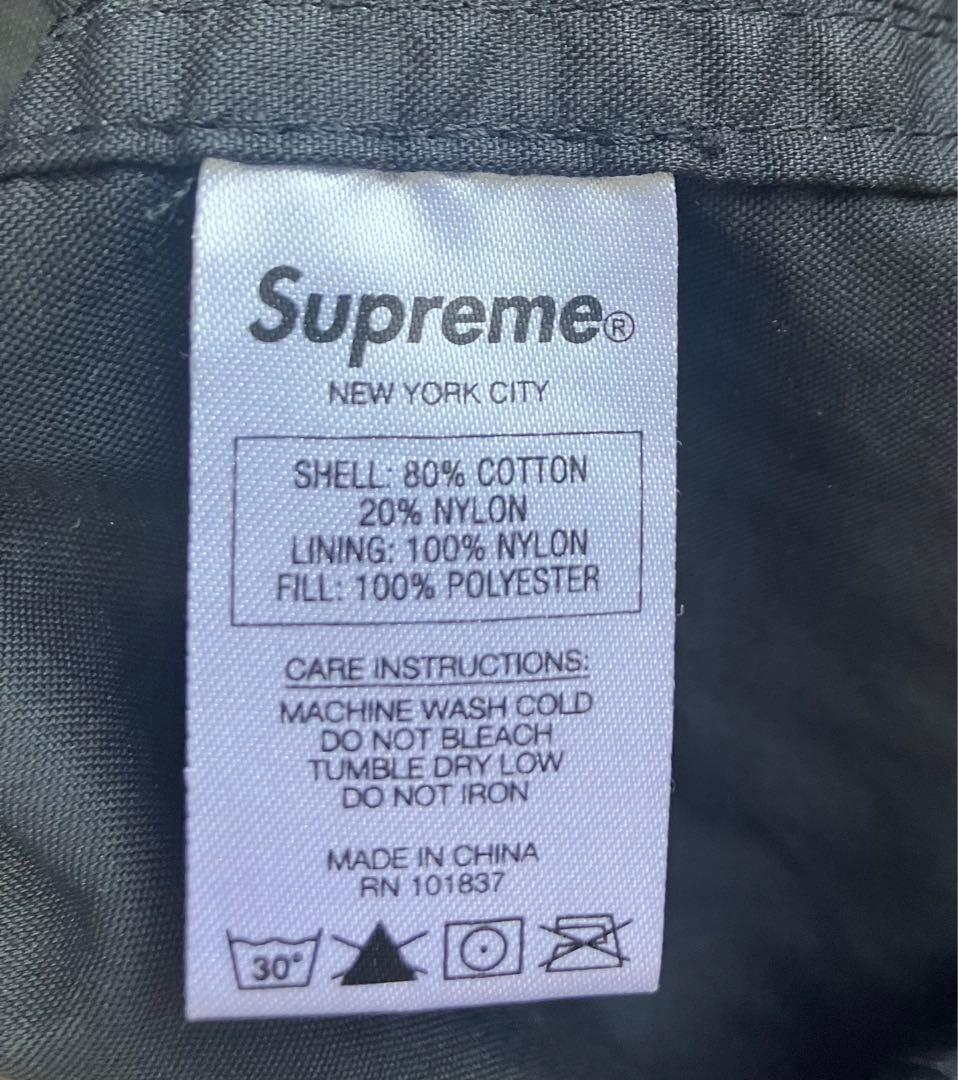 Supreme®
NEW YORK CITY
SHELL: 80% COTTON
20% NYLON
LINING: 100% NYLON
FILL: 100% POLYESTER
CARE INSTRUCTIONS:
MACHINE WASH COLD
DO NOT BLEACH
TUMBLE DRY LOW
DO NOT IRON
MADE IN CHINA
RN 101837
30°